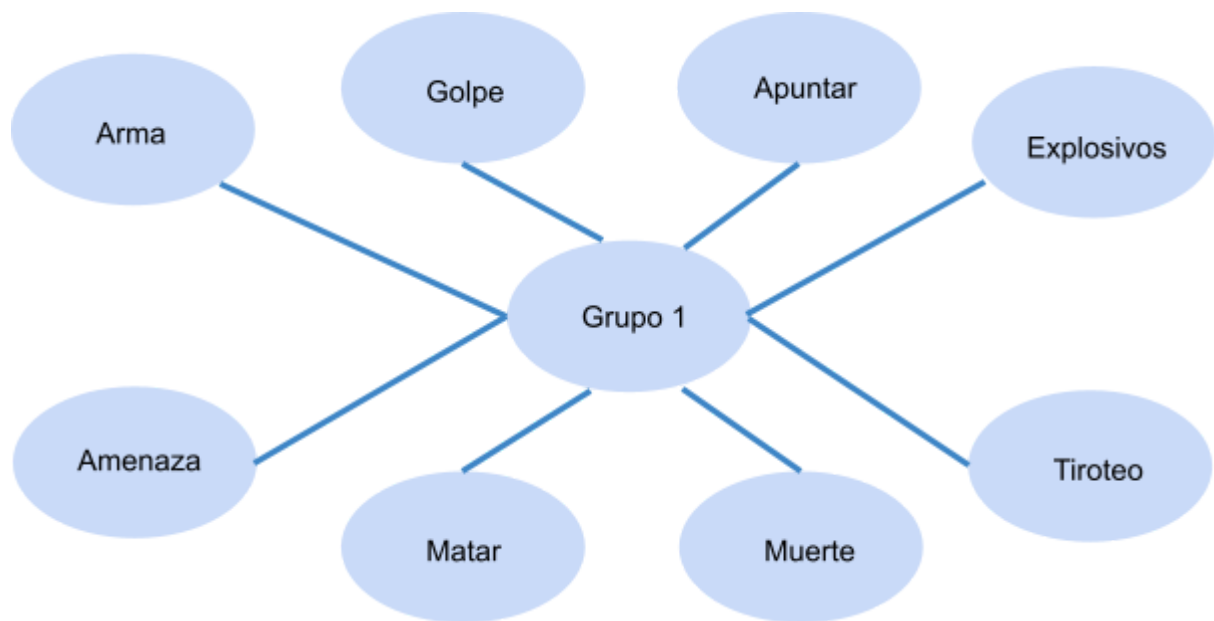 Golpe
Apuntar
Arma
Explosivos
Grupo 1
Amenaza
Tiroteo
Matar
Muerte